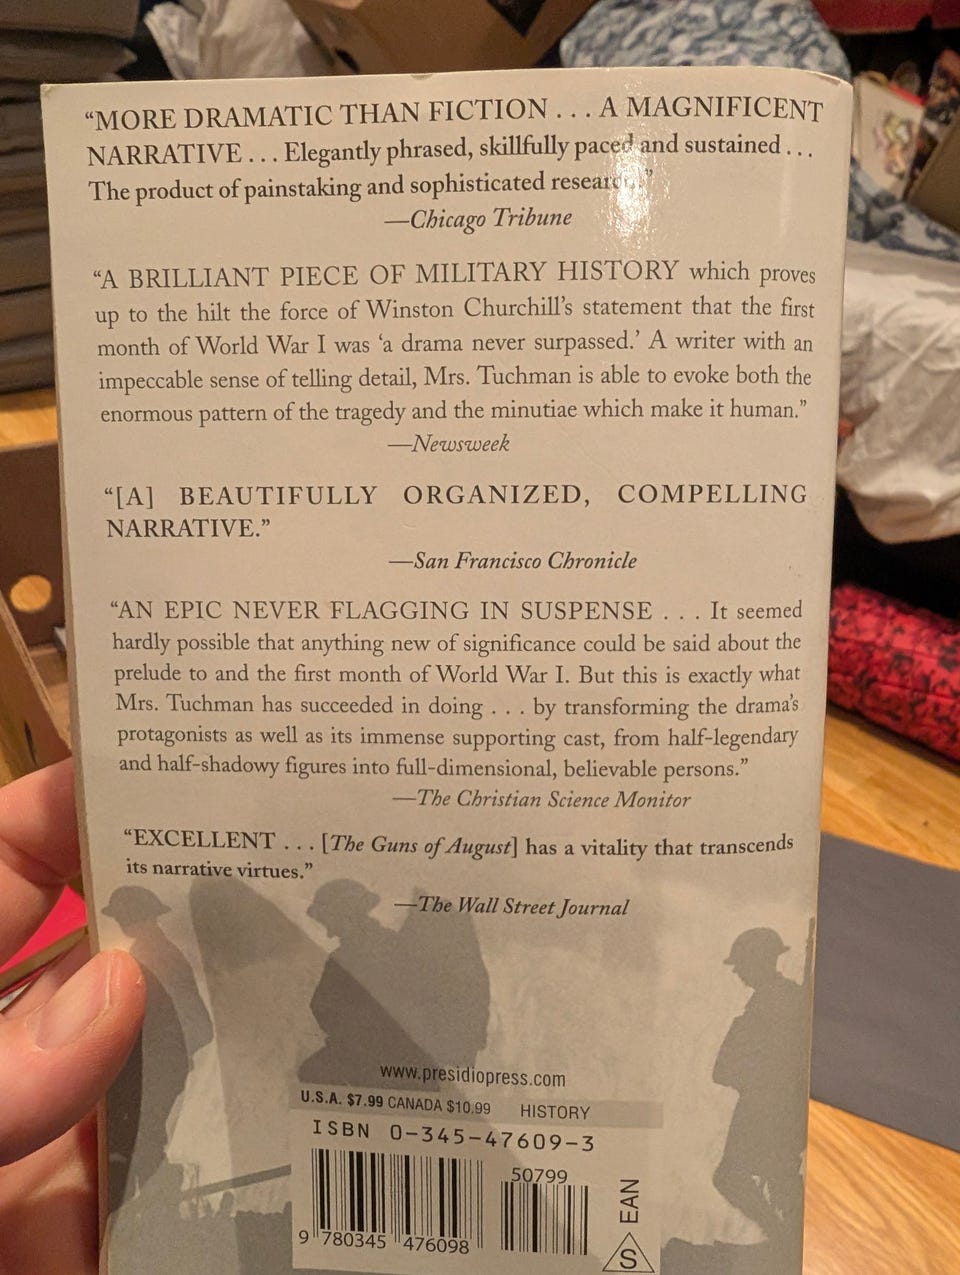 “MORE DRAMATIC THAN FICTION . . . A MAGNIFICENT
NARRATIVE . . . Elegantly phrased, skillfully paced and sustained . . .
The product of painstaking and sophisticated research.”
—Chicago Tribune
“A BRILLIANT PIECE OF MILITARY HISTORY which proves
up to the hilt the force of Winston Churchill’s statement that the first
month of World War I was ‘a drama never surpassed.’ A writer with an
impeccable sense of telling detail, Mrs. Tuchman is able to evoke both the
enormous pattern of the tragedy and the minutiae which make it human.”
—Newsweek
“[A] BEAUTIFULLY ORGANIZED, COMPELLING
NARRATIVE.”
—San Francisco Chronicle
“AN EPIC NEVER FLAGGING IN SUSPENSE . . . It seemed
hardly possible that anything new of significance could be said about the
prelude to and the first month of World War I. But this is exactly what
Mrs. Tuchman has succeeded in doing . . . by transforming the drama’s
protagonists as well as its immense supporting cast, from half-legendary
and half-shadowy figures into full-dimensional, believable persons.”
—The Christian Science Monitor
“EXCELLENT . . . [The Guns of August] has a vitality that transcends
its narrative virtues.”
—The Wall Street Journal
www.presidiopress.com
U.S.A. $7.99 CANADA $10.99 HISTORY
ISBN 0-345-47609-3
50799
9 780345 476098
EAN
S